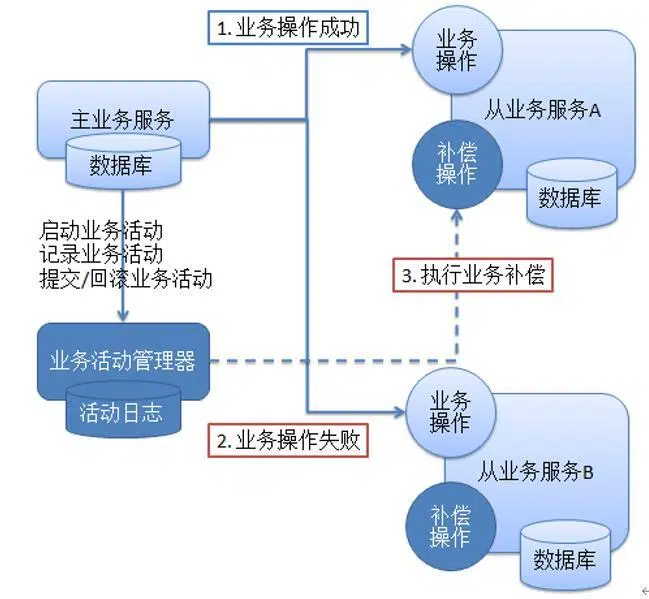 1. 业务操作成功
业务
操作
从业务服务A
补偿
操作
数据库
主业务服务
数据库
启动业务活动
记录业务活动
提交/回滚业务活动
3. 执行业务补偿
业务活动管理器
活动日志
2. 业务操作失败
业务
操作
从业务服务B
补偿
操作
数据库